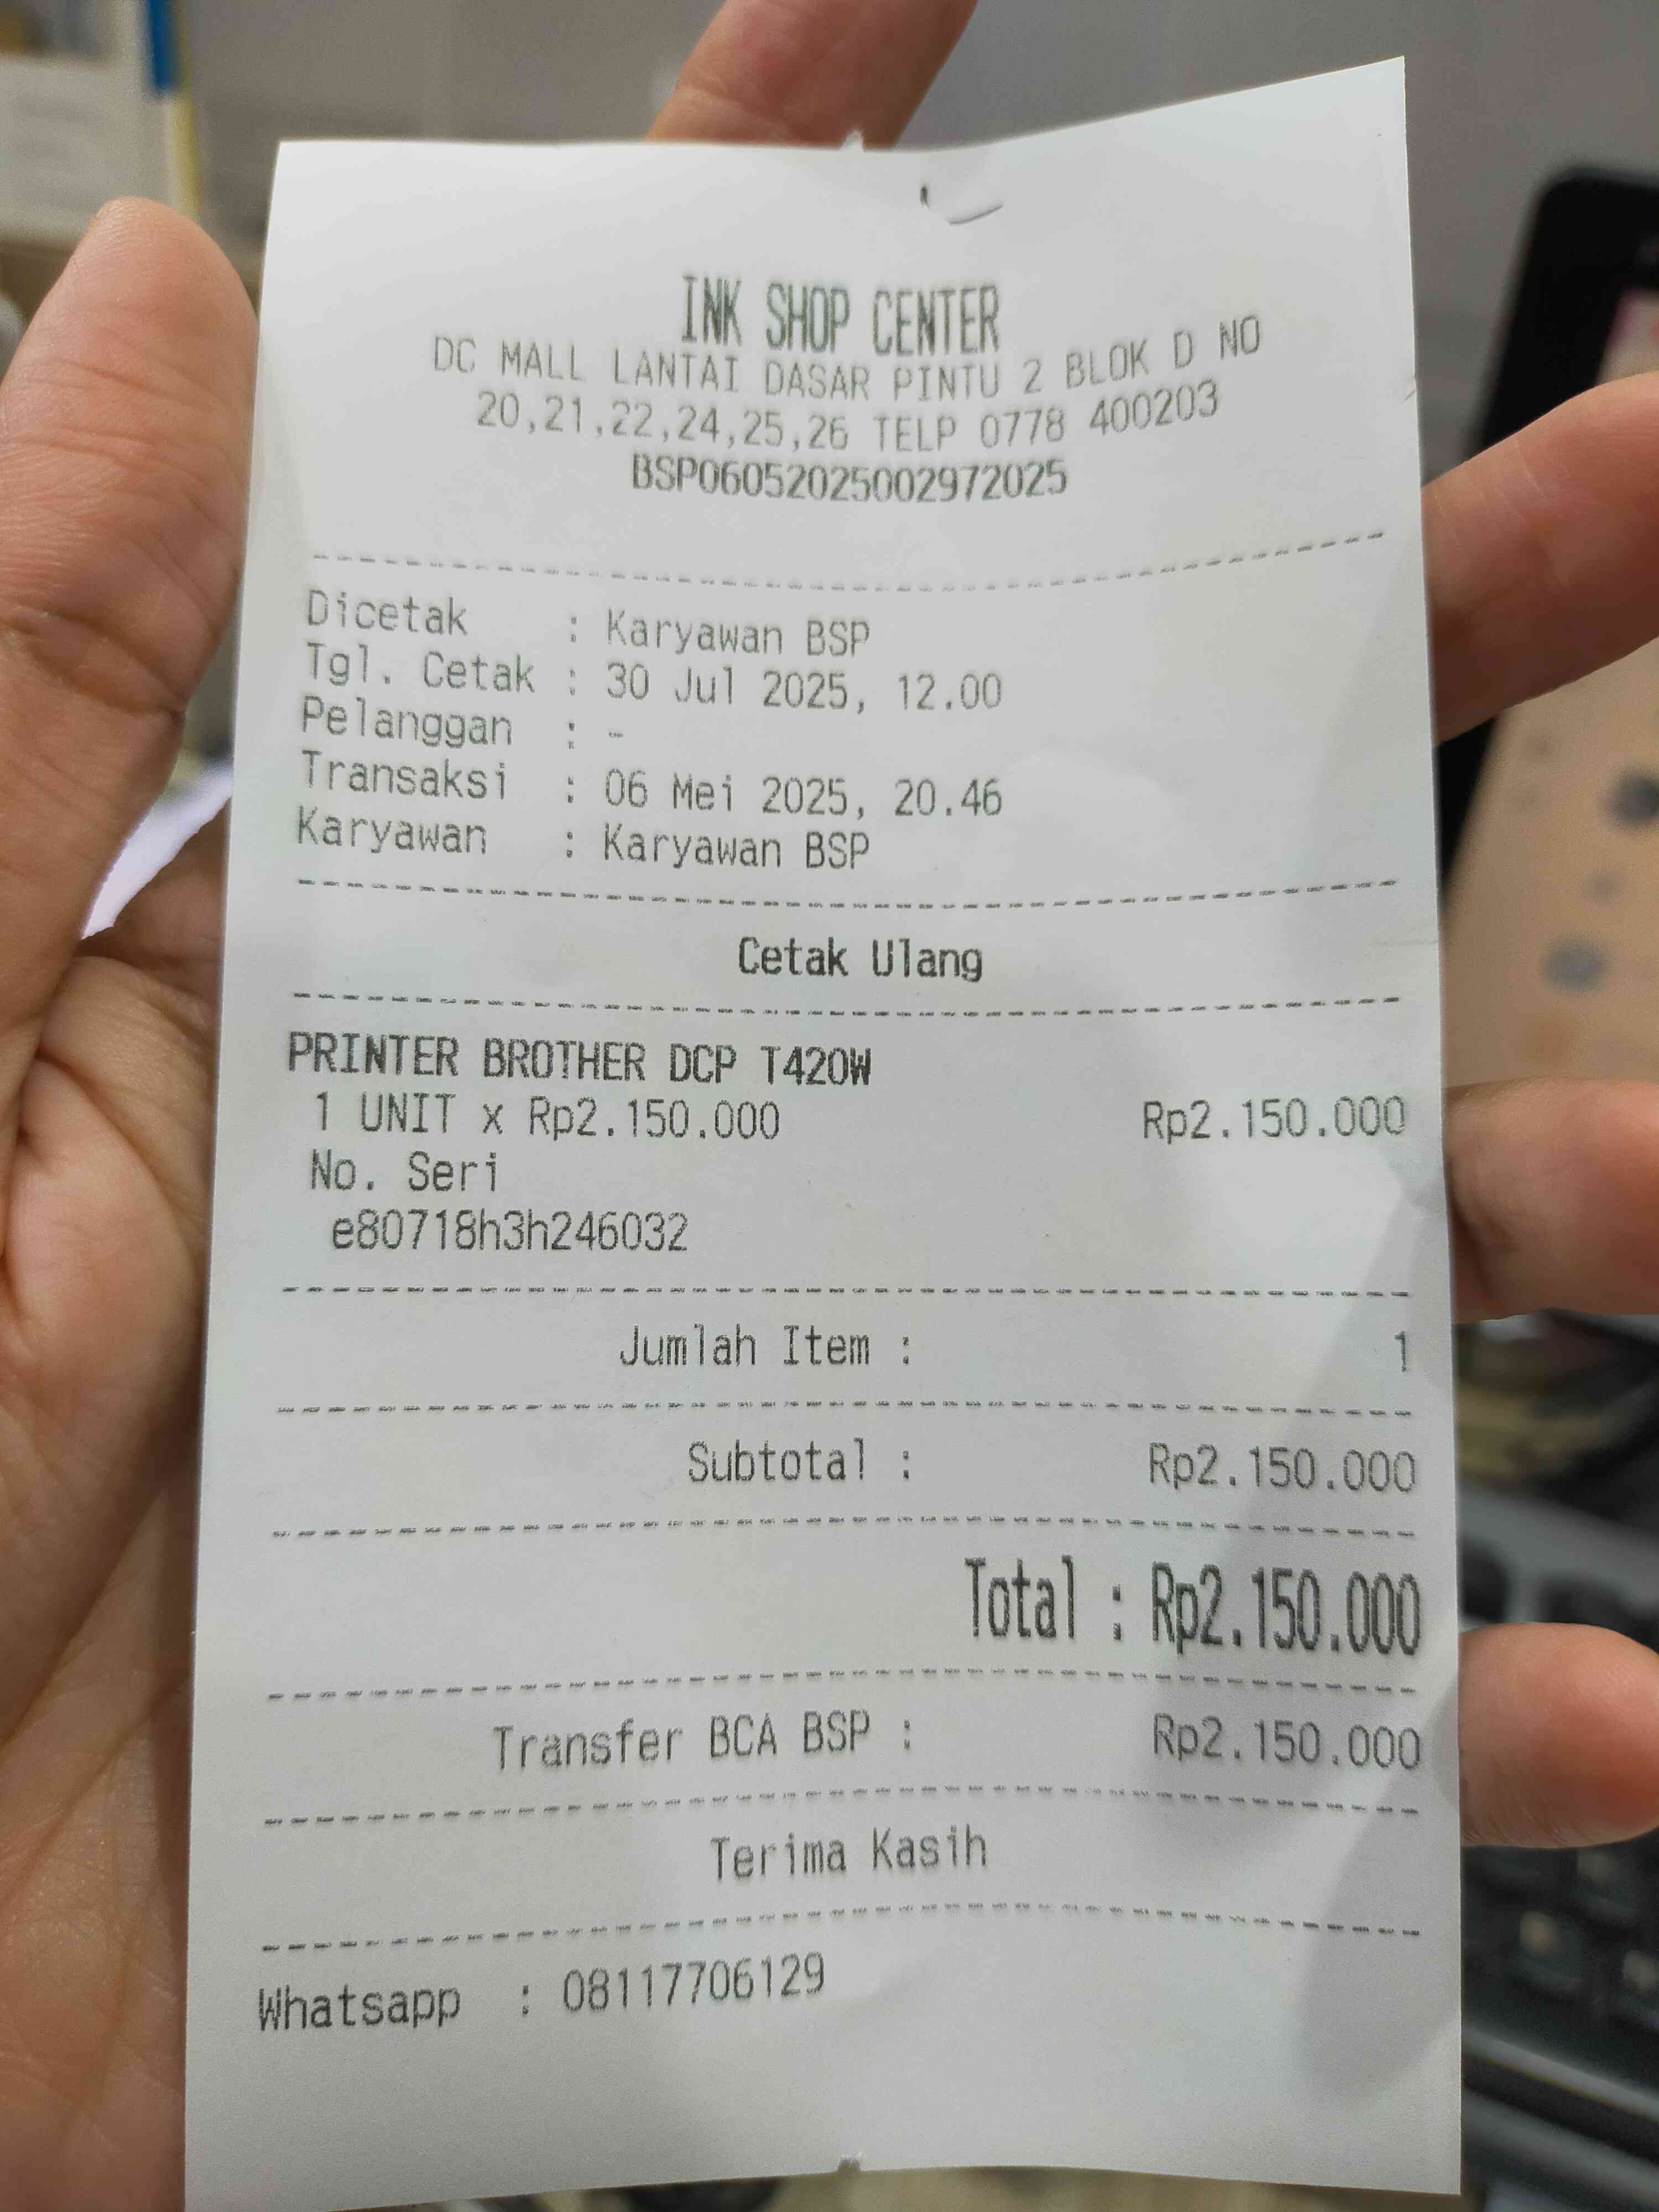 INK SHOP CENTER
DC MALL LANTAI DASAR PINTU 2 BLOK D NO
20,21,22,24,25,26 TELP 0778 400203
BSP06052025002972025
Dicetak : Karyawan BSP
Tgl. Cetak : 30 Jul 2025, 12.00
Pelanggan : -
Transaksi : 06 Mei 2025, 20.46
Karyawan : Karyawan BSP
Cetak Ulang
PRINTER BROTHER DCP T420W
1 UNIT x Rp2.150.000 Rp2.150.000
No. Seri
e80718h3h246032
Jumlah Item : 1
Subtotal : Rp2.150.000
Total : Rp2.150.000
Transfer BCA BSP : Rp2.150.000
Terima Kasih
Whatsapp : 08117706129